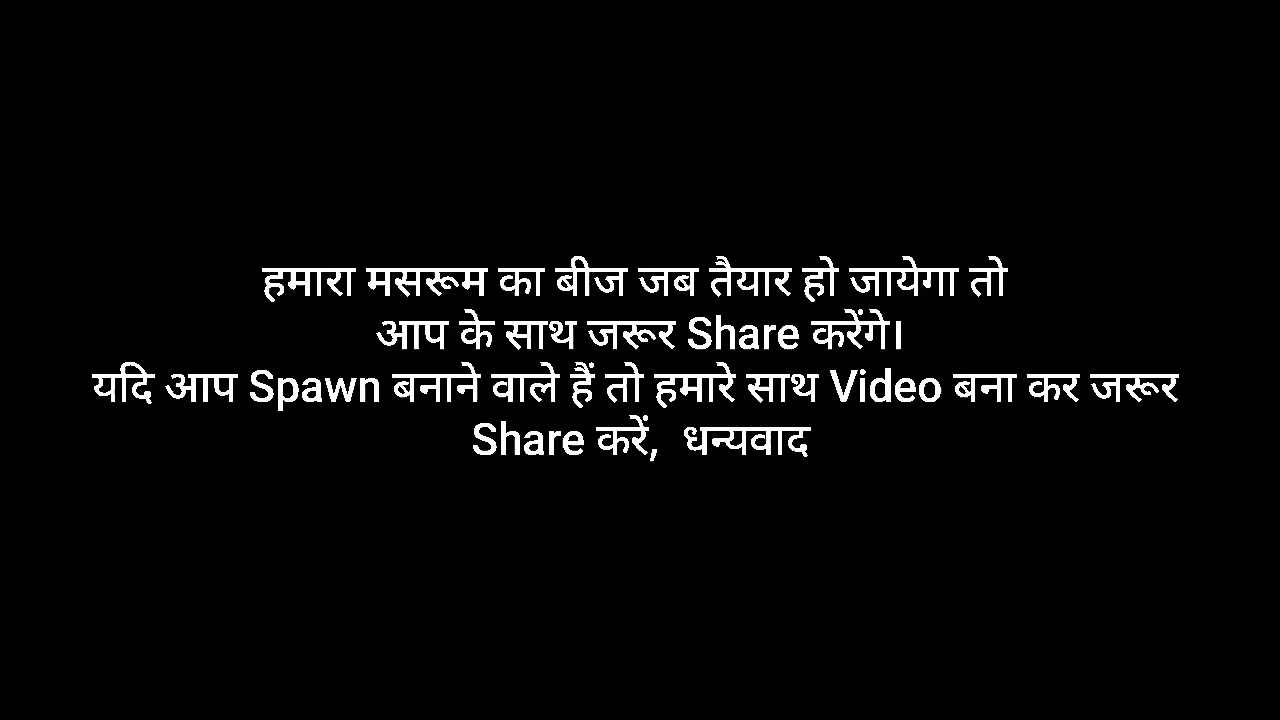 हमारा मसरूम का बीज जब तैयार हो जायेगा तो
आप के साथ जरूर Share करेंगे।
यदि आप Spawn बनाने वाले हैं तो हमारे साथ Video बना कर जरूर
Share करें,  धन्यवाद